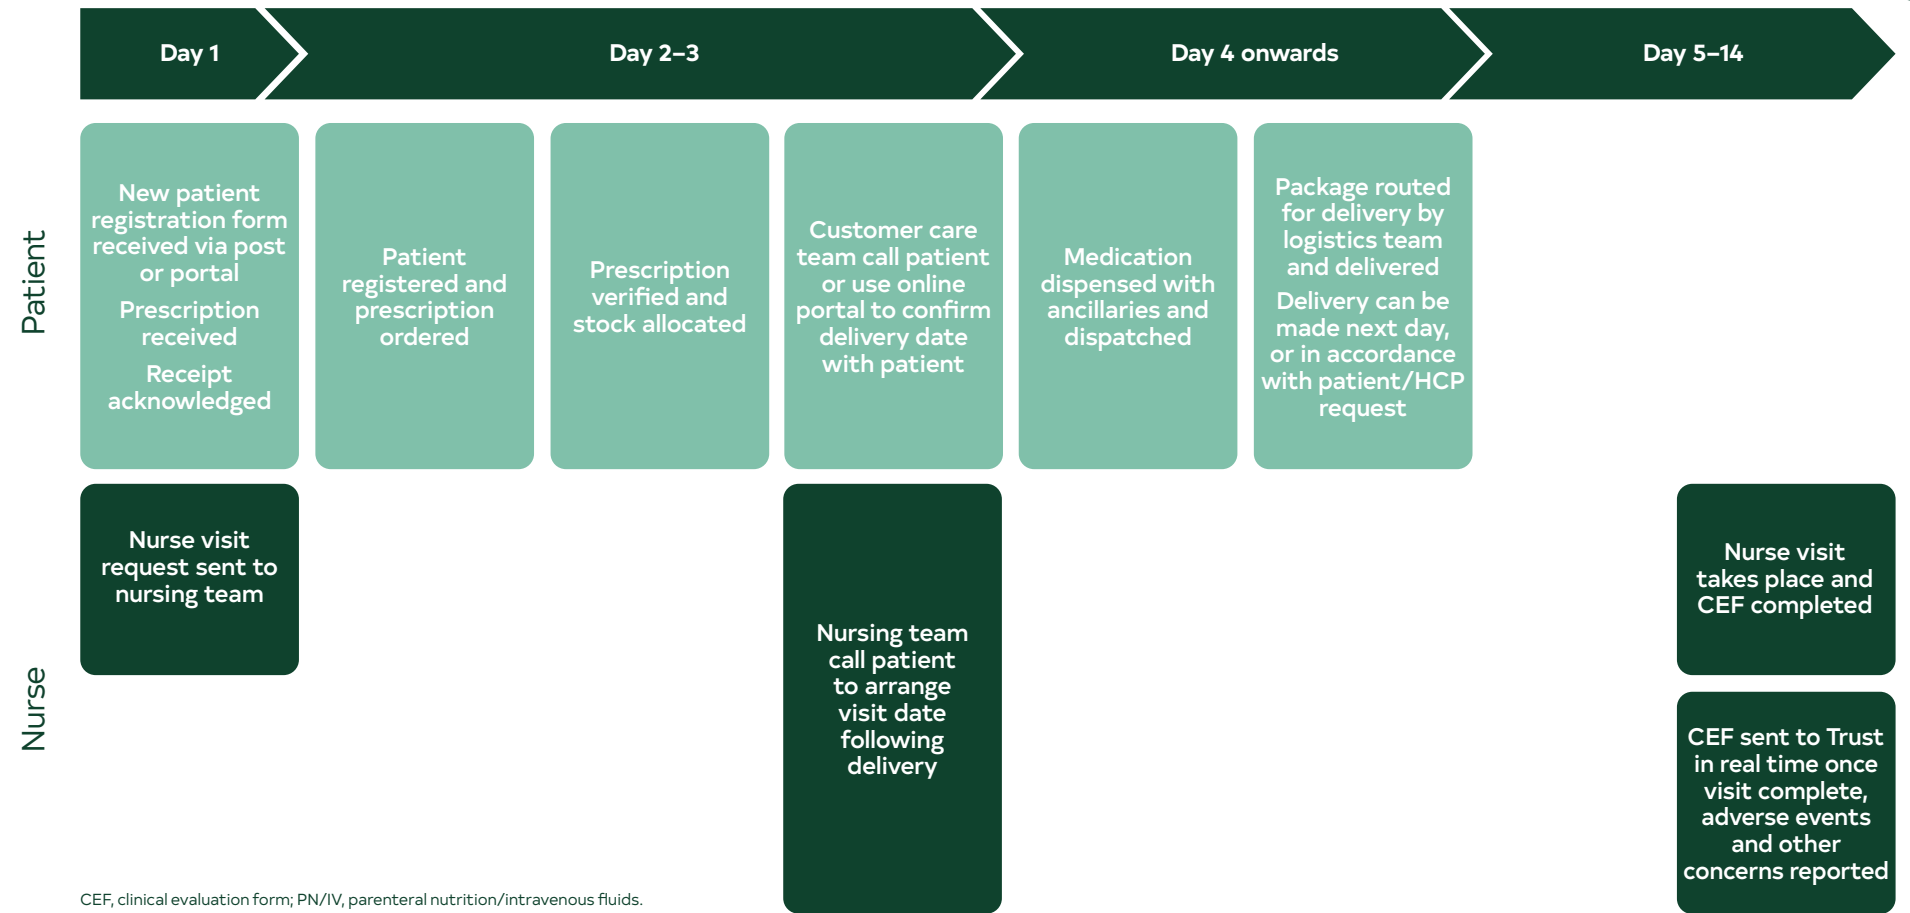 Day 1
Day 2–3
Day 4 onwards
Day 5–14
Patient
New patient
registration form
received via post
or portal
Prescription
received
Receipt
acknowledged
Patient
registered and
prescription
ordered
Prescription
verified and
stock allocated
Customer care
team call patient
or use online
portal to confirm
delivery date
with patient
Medication
dispensed with
ancillaries and
dispatched
Package routed
for delivery by
logistics team
and delivered
Delivery can be
made next day,
or in accordance
with patient/HCP
request
Nurse
Nurse visit
request sent to
nursing team
Nursing team
call patient
to arrange
visit date
following
delivery
Nurse visit
takes place and
CEF completed
CEF sent to Trust
in real time once
visit complete,
adverse events
and other
concerns reported
CEF, clinical evaluation form; PN/IV, parenteral nutrition/intravenous fluids.